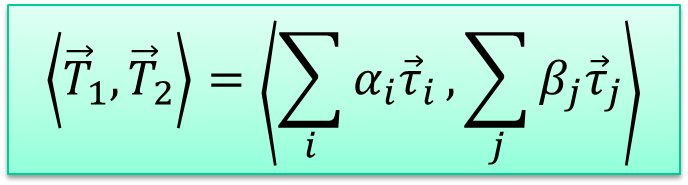 ⟨T⃗₁, T⃗₂⟩ = ⟨∑ᵢ αᵢτ⃗ᵢ , ∑ⱼ βⱼτ⃗ⱼ⟩